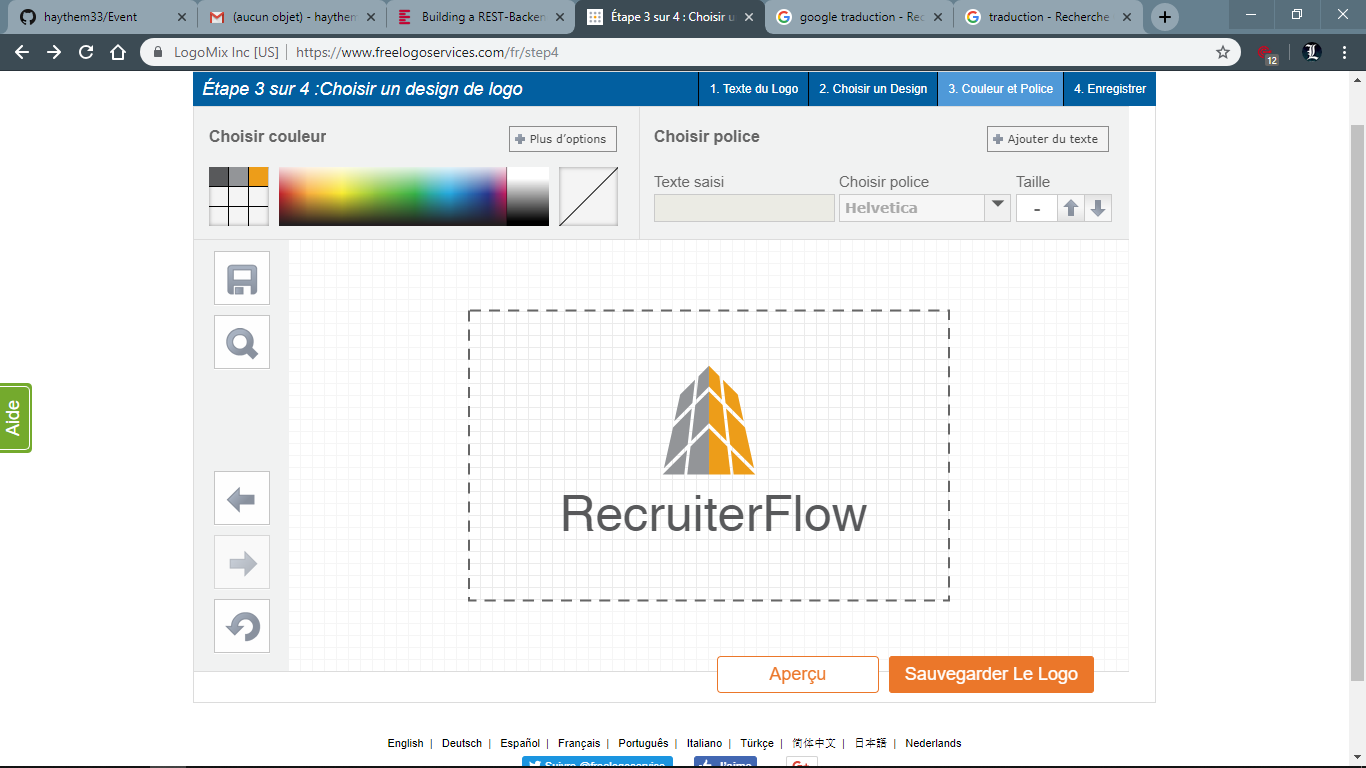 haythem33/Event
(aucun objet) - haythem
Building a REST-Backen
Étape 3 sur 4 : Choisir u
google traduction - Rec
traduction - Recherche
LogoMix Inc [US] | https://www.freelogoservices.com/fr/step4
12
Étape 3 sur 4 :Choisir un design de logo
1. Texte du Logo
2. Choisir un Design
3. Couleur et Police
4. Enregistrer
Choisir couleur
Plus d'options
Choisir police
Ajouter du texte
Texte saisi
Choisir police
Taille
Helvetica
-
Aide
RecruiterFlow
Aperçu
Sauvegarder Le Logo
English | Deutsch | Español | Français | Português | Italiano | Türkçe | 简体中文 | 日本語 | Nederlands
Suivre @freelogoservice
J'aime
G+